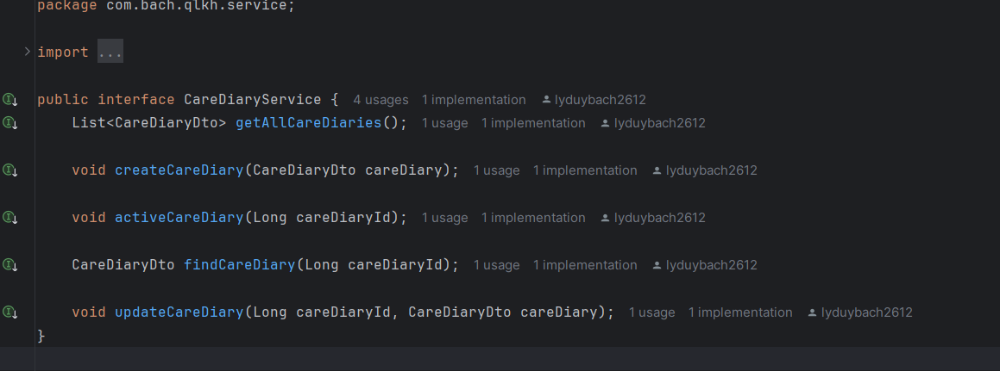 package com.bach.qlkh.service;
import ...
public interface CareDiaryService { 4 usages 1 implementation lyduybach2612
List<CareDiaryDto> getAllCareDiaries(); 1 usage 1 implementation lyduybach2612
void createCareDiary(CareDiaryDto careDiary); 1 usage 1 implementation lyduybach2612
void activeCareDiary(Long careDiaryId); 1 usage 1 implementation lyduybach2612
CareDiaryDto findCareDiary(Long careDiaryId); 1 usage 1 implementation lyduybach2612
void updateCareDiary(Long careDiaryId, CareDiaryDto careDiary); 1 usage 1 implementation lyduybach2612
}